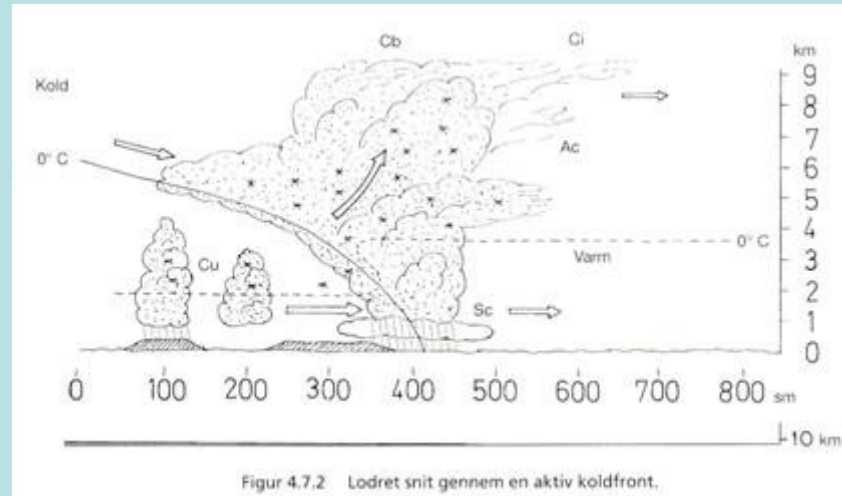 Cb
Ci
km
Kold
9
8
7
Ac
0° C
6
5
4
0° C
Varm
3
Cu
2
Sc
1
0
0 100 200 300 400 500 600 700 800 sm
10 km
Figur 4.7.2 Lodret snit gennem en aktiv koldfront.